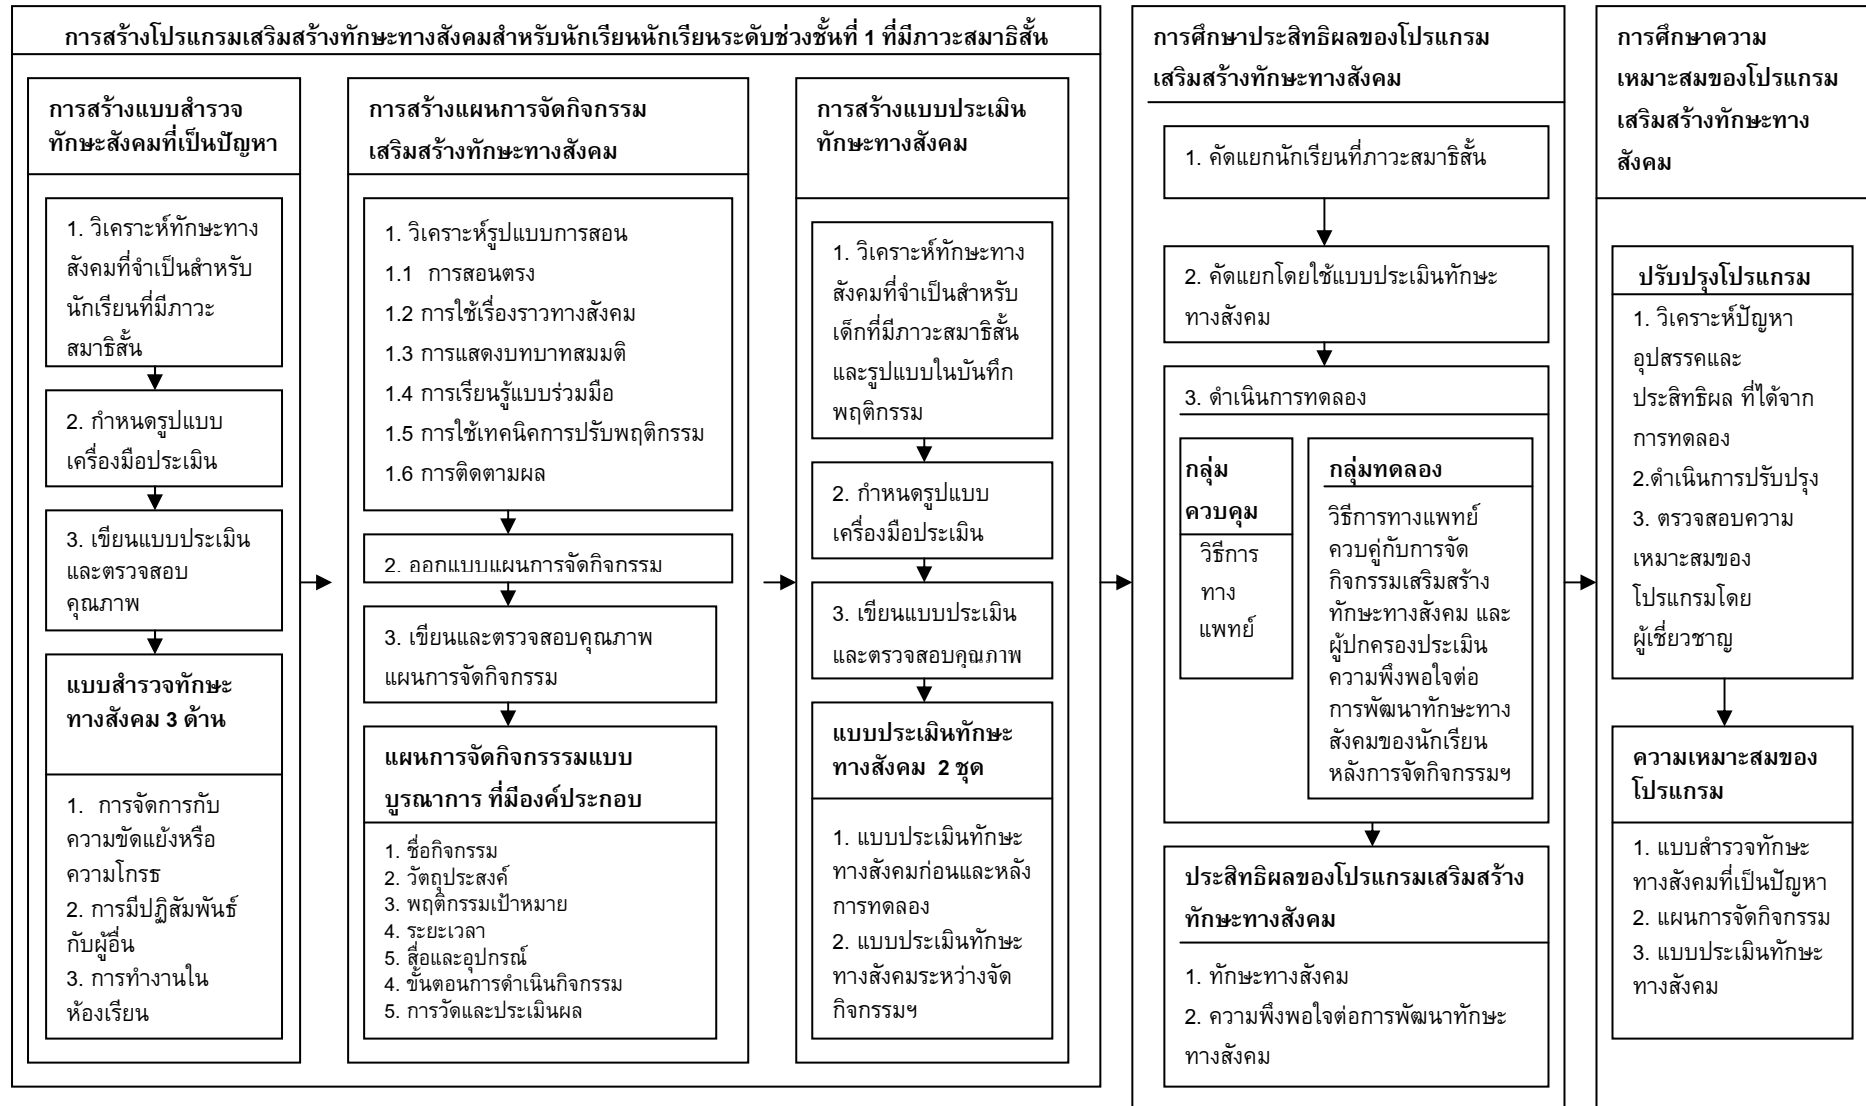 การสร้างโปรแกรมเสริมสร้างทักษะทางสังคมสำหรับนักเรียนนักเรียนระดับช่วงชั้นที่ 1 ที่มีภาวะสมาธิสั้น
การสร้างแบบสำรวจ
ทักษะสังคมที่เป็นปัญหา
1. วิเคราะห์ทักษะทาง
สังคมที่จำเป็นสำหรับ
นักเรียนที่มีภาวะ
สมาธิสั้น
2. กำหนดรูปแบบ
เครื่องมือประเมิน
3. เขียนแบบประเมิน
และตรวจสอบ
คุณภาพ
แบบสำรวจทักษะ
ทางสังคม 3 ด้าน
1. การจัดการกับ
ความขัดแย้งหรือ
ความโกรธ
2. การมีปฏิสัมพันธ์
กับผู้อื่น
3. การทำงานใน
ห้องเรียน
การสร้างแผนการจัดกิจกรรม
เสริมสร้างทักษะทางสังคม
1. วิเคราะห์รูปแบบการสอน
1.1 การสอนตรง
1.2 การใช้เรื่องราวทางสังคม
1.3 การแสดงบทบาทสมมติ
1.4 การเรียนรู้แบบร่วมมือ
1.5 การใช้เทคนิคการปรับพฤติกรรม
1.6 การติดตามผล
2. ออกแบบแผนการจัดกิจกรรม
3. เขียนและตรวจสอบคุณภาพ
แผนการจัดกิจกรรม
แผนการจัดกิจกรรรมแบบ
บูรณาการ ที่มีองค์ประกอบ
1. ชื่อกิจกรรม
2. วัตถุประสงค์
3. พฤติกรรมเป้าหมาย
4. ระยะเวลา
5. สื่อและอุปกรณ์
4. ขั้นตอนการดำเนินกิจกรรม
5. การวัดและประเมินผล
การสร้างแบบประเมิน
ทักษะทางสังคม
1. วิเคราะห์ทักษะทาง
สังคมที่จำเป็นสำหรับ
เด็กที่มีภาวะสมาธิสั้น
และรูปแบบในบันทึก
พฤติกรรม
2. กำหนดรูปแบบ
เครื่องมือประเมิน
3. เขียนแบบประเมิน
และตรวจสอบคุณภาพ
แบบประเมินทักษะ
ทางสังคม 2 ชุด
1. แบบประเมินทักษะ
ทางสังคมก่อนและหลัง
การทดลอง
2. แบบประเมินทักษะ
ทางสังคมระหว่างจัด
กิจกรรมฯ
การศึกษาประสิทธิผลของโปรแกรม
เสริมสร้างทักษะทางสังคม
1. คัดแยกนักเรียนที่ภาวะสมาธิสั้น
2. คัดแยกโดยใช้แบบประเมินทักษะ
ทางสังคม
3. ดำเนินการทดลอง
กลุ่ม
ควบคุม
วิธีการ
ทาง
แพทย์
กลุ่มทดลอง
วิธีการทางแพทย์
ควบคู่กับการจัด
กิจกรรมเสริมสร้าง
ทักษะทางสังคม และ
ผู้ปกครองประเมิน
ความพึงพอใจต่อ
การพัฒนาทักษะทาง
สังคมของนักเรียน
หลังการจัดกิจกรรมฯ
ประสิทธิผลของโปรแกรมเสริมสร้าง
ทักษะทางสังคม
1. ทักษะทางสังคม
2. ความพึงพอใจต่อการพัฒนาทักษะ
ทางสังคม
การศึกษาความ
เหมาะสมของโปรแกรม
เสริมสร้างทักษะทาง
สังคม
ปรับปรุงโปรแกรม
1. วิเคราะห์ปัญหา
อุปสรรคและ
ประสิทธิผล ที่ได้จาก
การทดลอง
2.ดำเนินการปรับปรุง
3. ตรวจสอบความ
เหมาะสมของ
โปรแกรมโดย
ผู้เชี่ยวชาญ
ความเหมาะสมของ
โปรแกรม
1. แบบสำรวจทักษะ
ทางสังคมที่เป็นปัญหา
2. แผนการจัดกิจกรรม
3. แบบประเมินทักษะ
ทางสังคม